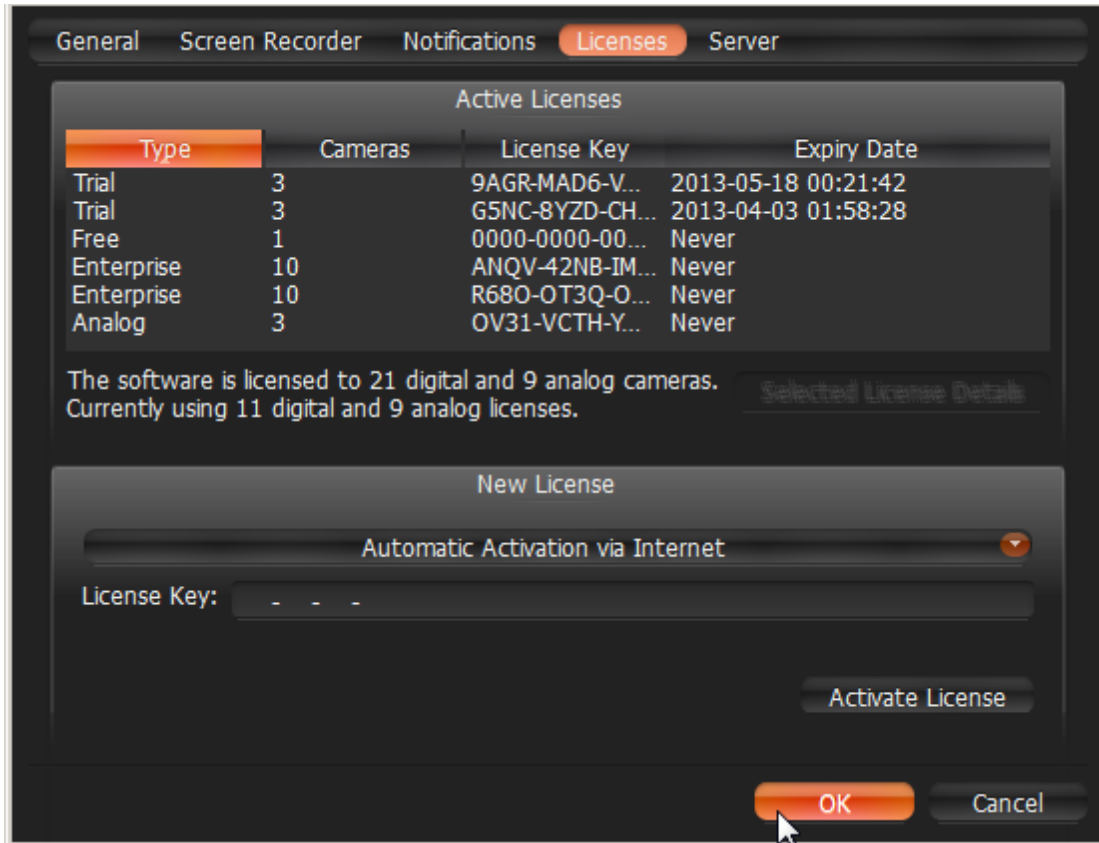 General Screen Recorder Notifications Licenses Server
Active Licenses
Type Cameras License Key Expiry Date
Trial 3 9AGR-MAD6-V... 2013-05-18 00:21:42
Trial 3 G5NC-8YZD-CH... 2013-04-03 01:58:28
Free 1 0000-0000-00... Never
Enterprise 10 ANQV-42NB-IM... Never
Enterprise 10 R68O-OT3Q-O... Never
Analog 3 OV31-VCTH-Y... Never
The software is licensed to 21 digital and 9 analog cameras.
Currently using 11 digital and 9 analog licenses.
Selected License Details
New License
Automatic Activation via Internet
License Key: - - -
Activate License
OK Cancel